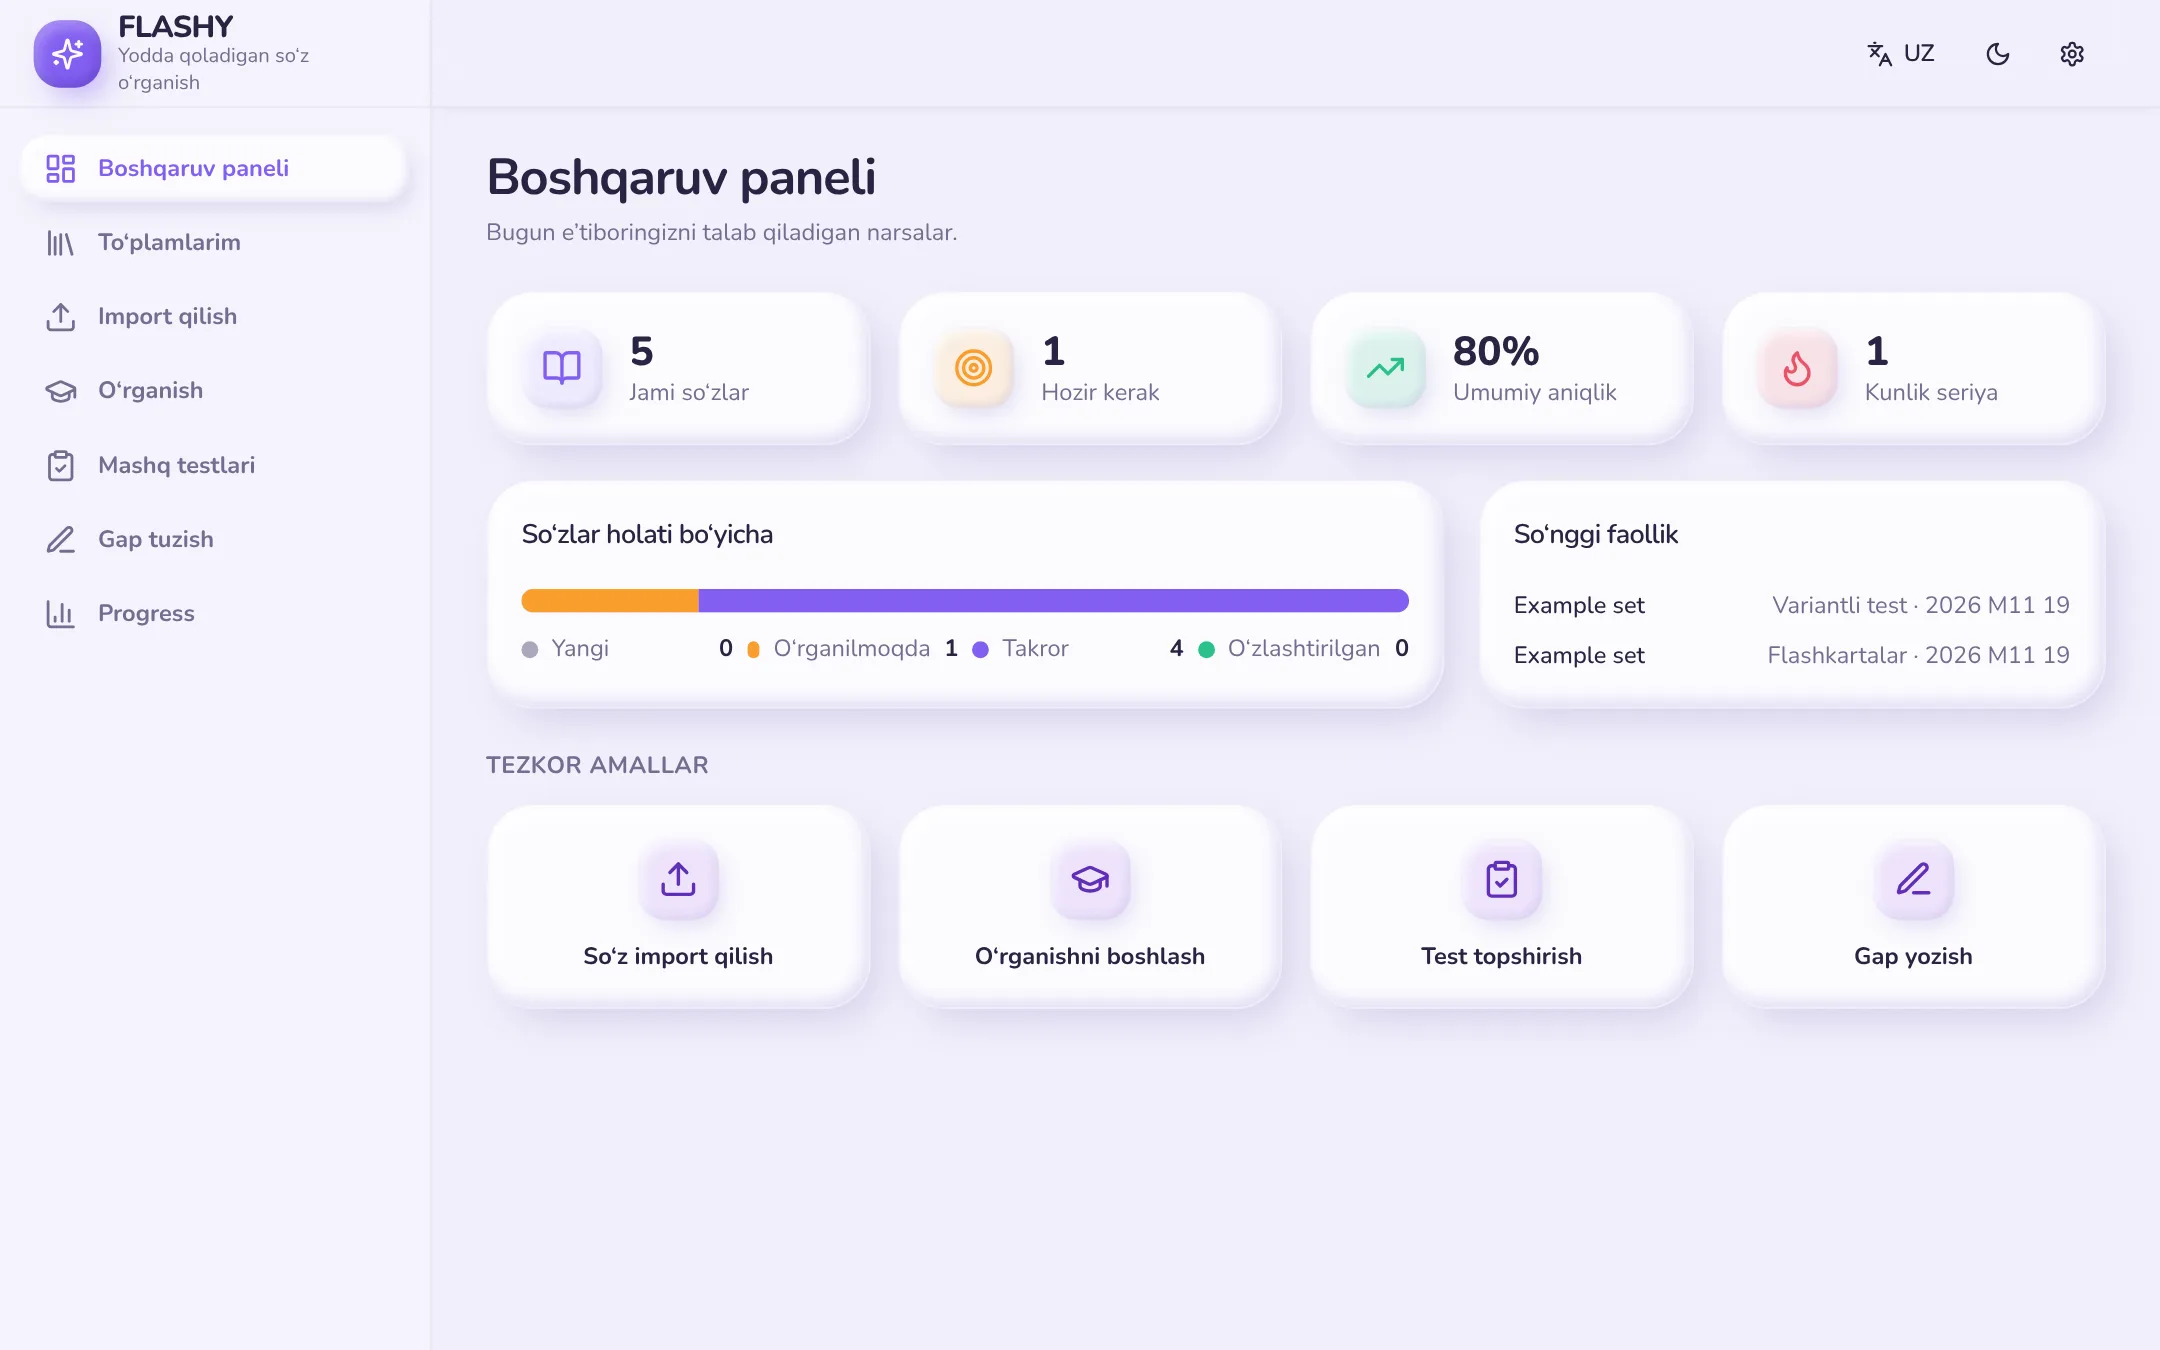 FLASHY
Yodda qoladigan so‘z
o‘rganish
UZ
Boshqaruv paneli
To‘plamlarim
Import qilish
O‘rganish
Mashq testlari
Gap tuzish
Progress
Boshqaruv paneli
Bugun e’tiboringizni talab qiladigan narsalar.
5
Jami so‘zlar
1
Hozir kerak
80%
Umumiy aniqlik
1
Kunlik seriya
So‘zlar holati bo‘yicha
Yangi 0 O‘rganilmoqda 1 Takror 4 O‘zlashtirilgan 0
So‘nggi faollik
Example set Variantli test · 2026 M11 19
Example set Flashkartalar · 2026 M11 19
TEZKOR AMALLAR
So‘z import qilish
O‘rganishni boshlash
Test topshirish
Gap yozish